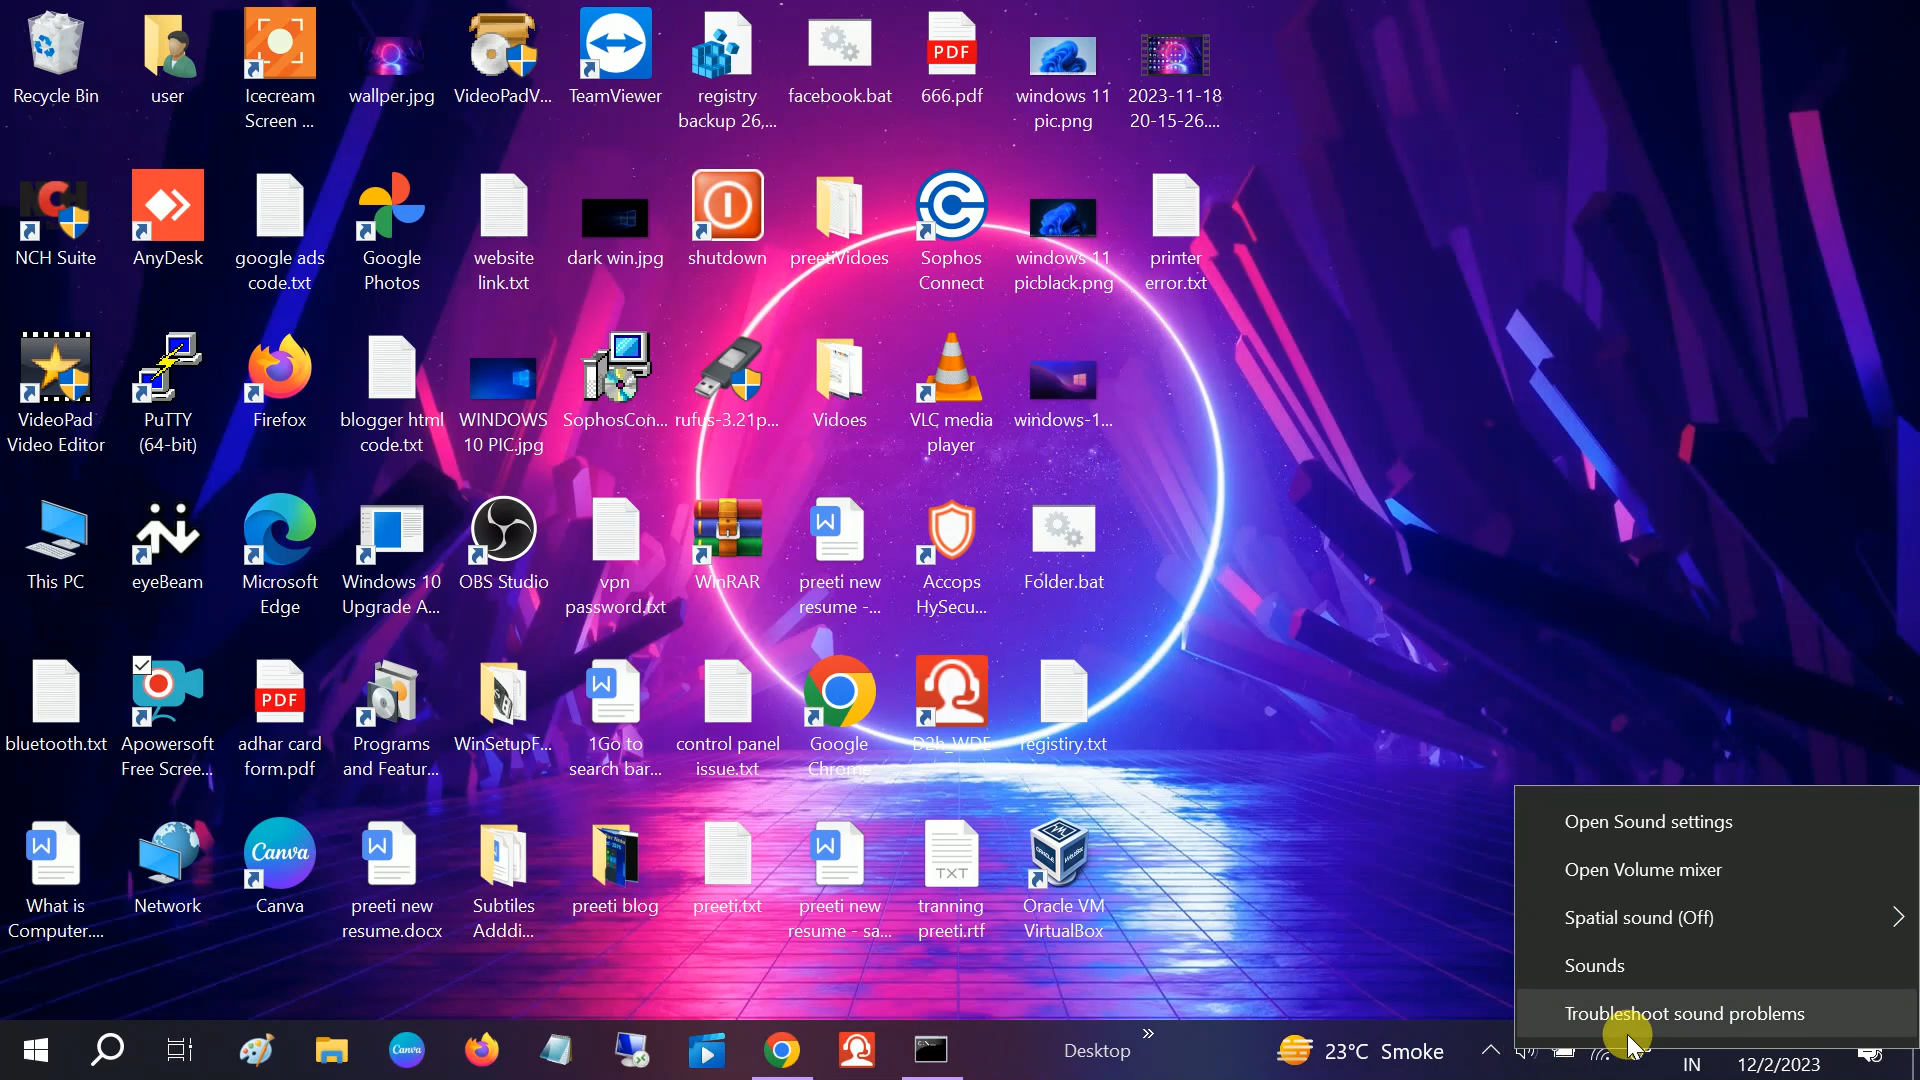 Recycle Bin
user
Icecream
Screen ...
wallper.jpg
VideoPadV...
TeamViewer
registry
backup 26,...
facebook.bat
PDF
666.pdf
windows 11
pic.png
2023-11-18
20-15-26....
NCH
NCH Suite
AnyDesk
google ads
code.txt
Google
Photos
website
link.txt
dark win.jpg
shutdown
preetiVidoes
Sophos
Connect
windows 11
picblack.png
printer
error.txt
VideoPad
Video Editor
PuTTY
(64-bit)
Firefox
blogger html
code.txt
WINDOWS
10 PIC.jpg
SophosCon...
rufus-3.21p...
Vidoes
VLC media
player
windows-1...
This PC
eyeBeam
Microsoft
Edge
Windows 10
Upgrade A...
OBS Studio
vpn
password.txt
WinRAR
W
preeti new
resume -...
Accops
HySecu...
Folder.bat
bluetooth.txt
Apowersoft
Free Scree...
PDF
adhar card
form.pdf
Programs
and Featur...
WinSetupF...
W
1Go to
search bar...
control panel
issue.txt
Google
Chrome
D2h_WDE
registiry.txt
W
What is
Computer....
Network
Canva
Canva
W
preeti new
resume.docx
Subtiles
Adddi...
preeti blog
preeti.txt
W
preeti new
resume - sa...
TXT
tranning
preeti.rtf
Oracle VM
VirtualBox
Open Sound settings
Open Volume mixer
Spatial sound (Off)
Sounds
Troubleshoot sound problems
Canva
Desktop
23°C Smoke
IN
12/2/2023